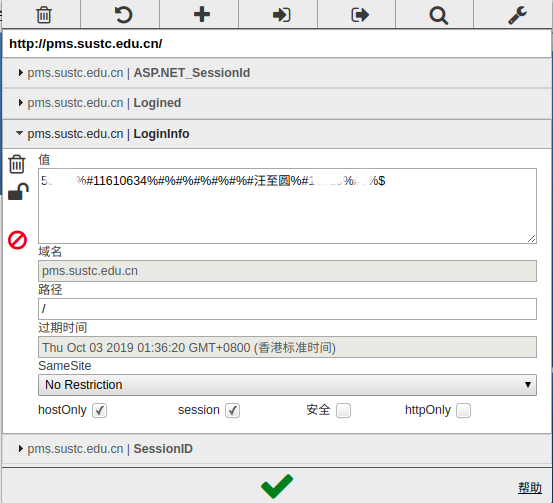 http://pms.sustc.edu.cn/
pms.sustc.edu.cn | ASP.NET_SessionId
pms.sustc.edu.cn | Logined
pms.sustc.edu.cn | LoginInfo
值
5 %#11610634%#%#%#%#%#%#汪至圆%#1 %# %$
域名
pms.sustc.edu.cn
路径
/
过期时间
Thu Oct 03 2019 01:36:20 GMT+0800 (香港标准时间)
SameSite
No Restriction
hostOnly session 安全 httpOnly
pms.sustc.edu.cn | SessionID
帮助